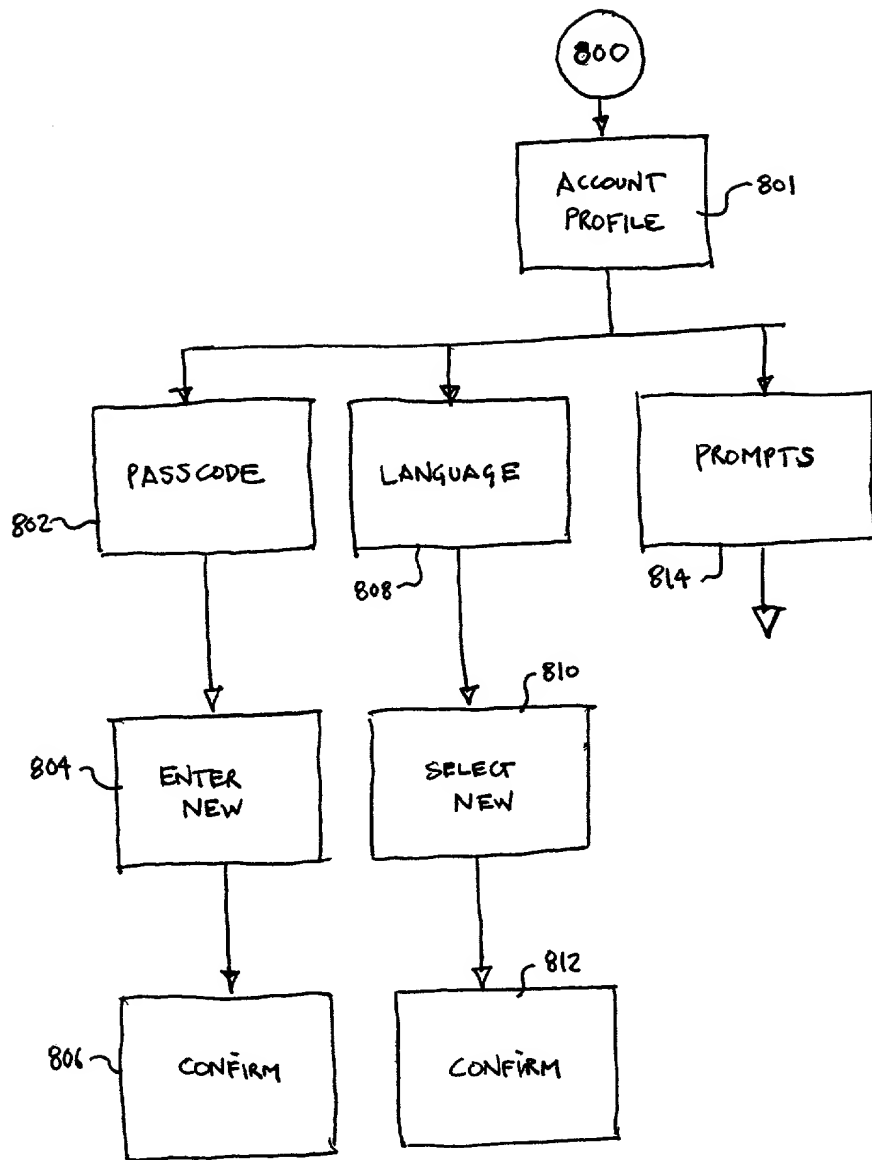 800
ACCOUNT
PROFILE
801
PASSCODE
LANGUAGE
PROMPTS
802
808
814
810
804
ENTER
NEW
SELECT
NEW
812
806
CONFIRM
CONFIRM